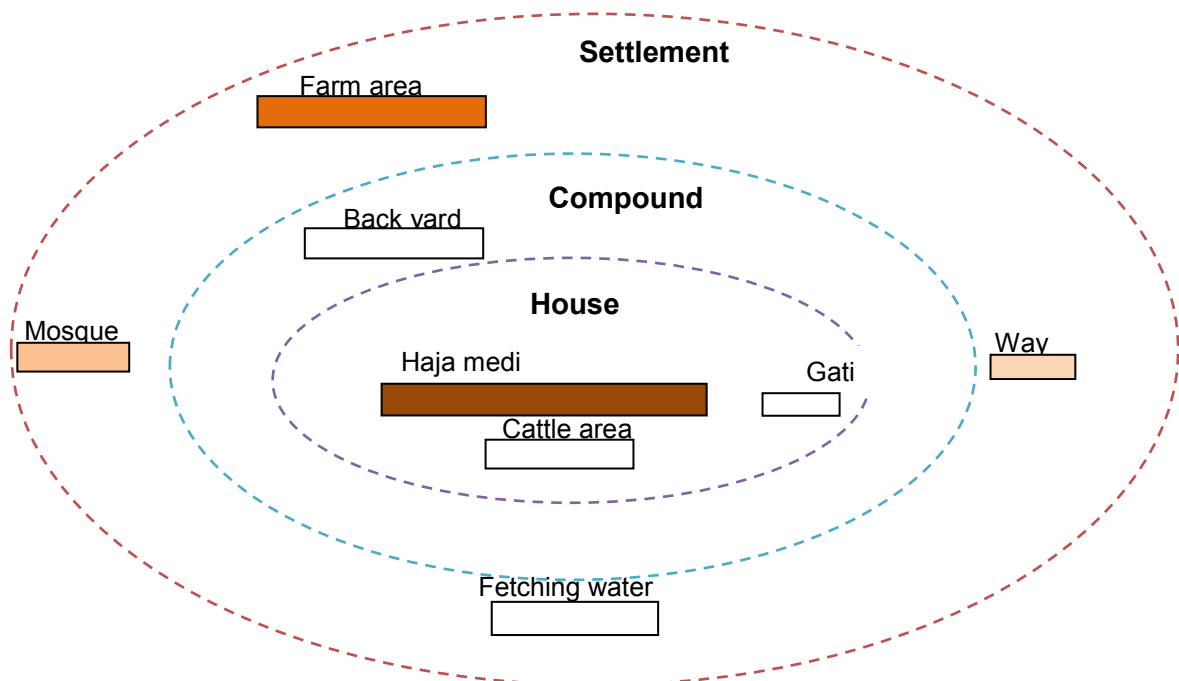 Settlement
Farm area
Compound
Back yard
House
Mosque
Way
Haja medi
Gati
Cattle area
Fetching water